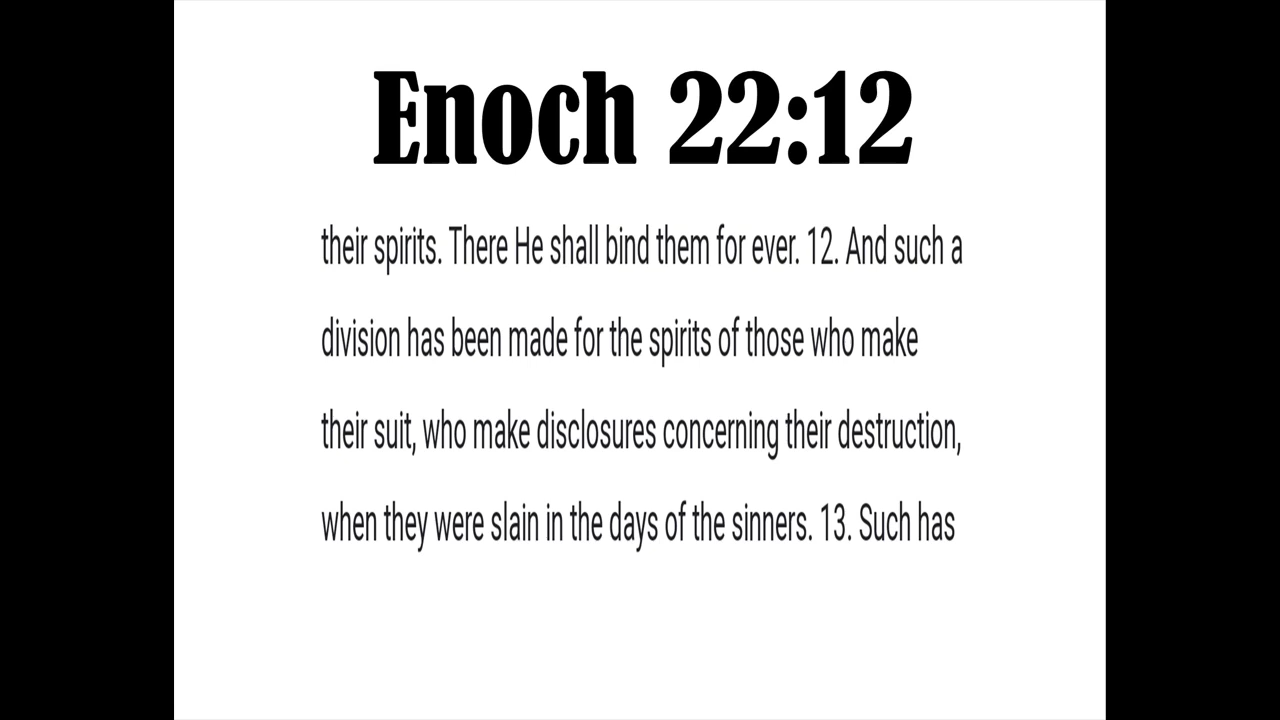 Enoch 22:12
their spirits. There He shall bind them for ever. 12. And such a
division has been made for the spirits of those who make
their suit, who make disclosures concerning their destruction,
when they were slain in the days of the sinners. 13. Such has